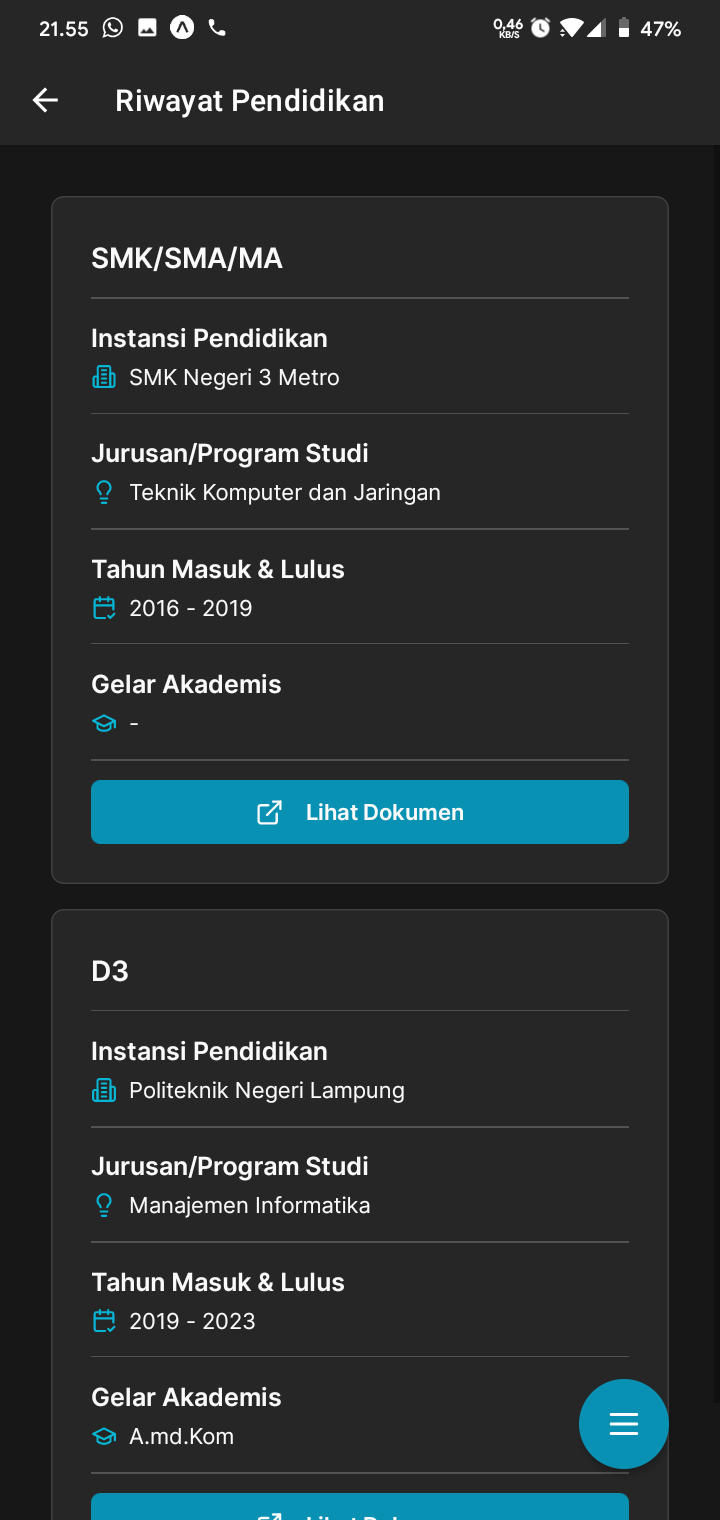 21.55
0,46
KB/S
47%
Riwayat Pendidikan
SMK/SMA/MA
Instansi Pendidikan
SMK Negeri 3 Metro
Jurusan/Program Studi
Teknik Komputer dan Jaringan
Tahun Masuk & Lulus
2016 - 2019
Gelar Akademis
-
Lihat Dokumen
D3
Instansi Pendidikan
Politeknik Negeri Lampung
Jurusan/Program Studi
Manajemen Informatika
Tahun Masuk & Lulus
2019 - 2023
Gelar Akademis
A.md.Kom